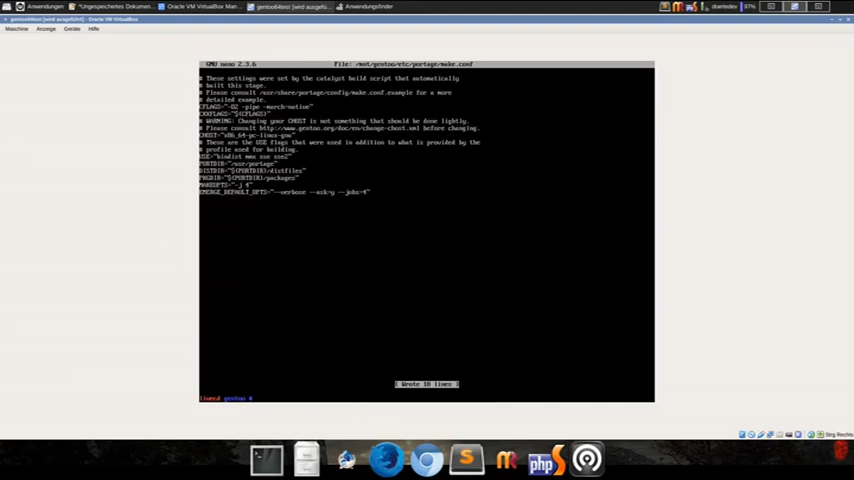 Anwendungen
*Ungespeichertes Dokumen...
Oracle VM VirtualBox Man...
gentoo64test [wird ausgefü...
Anwendungsfinder
doertedev
97%
gentoo64test [wird ausgeführt] - Oracle VM VirtualBox
Maschine Anzeige Geräte Hilfe
GNU nano 2.3.6 File: /mnt/gentoo/etc/portage/make.conf
# These settings were set by the catalyst build script that automatically
# built this stage.
# Please consult /usr/share/portage/config/make.conf.example for a more
# detailed example.
CFLAGS="-O2 -pipe -march=native"
CXXFLAGS="${CFLAGS}"
# WARNING: Changing your CHOST is not something that should be done lightly.
# Please consult http://www.gentoo.org/doc/en/change-chost.xml before changing.
CHOST="x86_64-pc-linux-gnu"
# These are the USE flags that were used in addition to what is provided by the
# profile used for building.
USE="bindist mmx sse sse2"
PORTDIR="/usr/portage"
DISTDIR="${PORTDIR}/distfiles"
PKGDIR="${PORTDIR}/packages"
MAKEOPTS="-j 4"
EMERGE_DEFAULT_OPTS="--verbose --ask=y --jobs=4"
[ Wrote 18 lines ]
livecd gentoo #
Strg Rechts
php